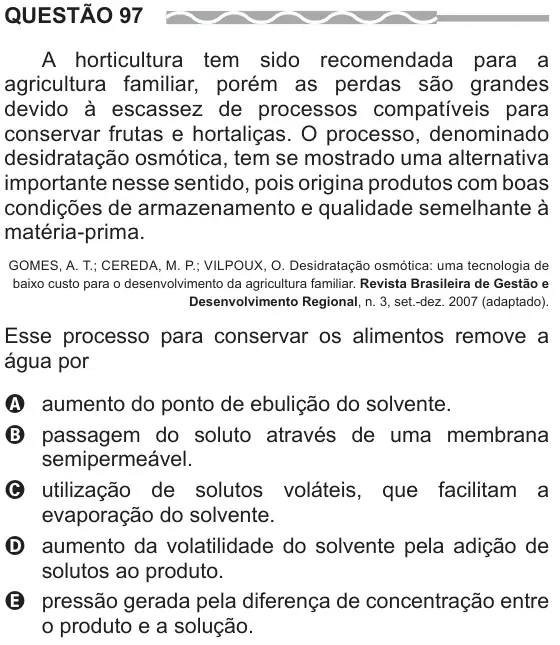 QUESTÃO 97
A horticultura tem sido recomendada para a
agricultura familiar, porém as perdas são grandes
devido à escassez de processos compatíveis para
conservar frutas e hortaliças. O processo, denominado
desidratação osmótica, tem se mostrado uma alternativa
importante nesse sentido, pois origina produtos com boas
condições de armazenamento e qualidade semelhante à
matéria-prima.
GOMES, A. T.; CEREDA, M. P.; VILPOUX, O. Desidratação osmótica: uma tecnologia de
baixo custo para o desenvolvimento da agricultura familiar. Revista Brasileira de Gestão e
Desenvolvimento Regional, n. 3, set.-dez. 2007 (adaptado).
Esse processo para conservar os alimentos remove a
água por
A aumento do ponto de ebulição do solvente.
B passagem do soluto através de uma membrana
semipermeável.
C utilização de solutos voláteis, que facilitam a
evaporação do solvente.
D aumento da volatilidade do solvente pela adição de
solutos ao produto.
E pressão gerada pela diferença de concentração entre
o produto e a solução.